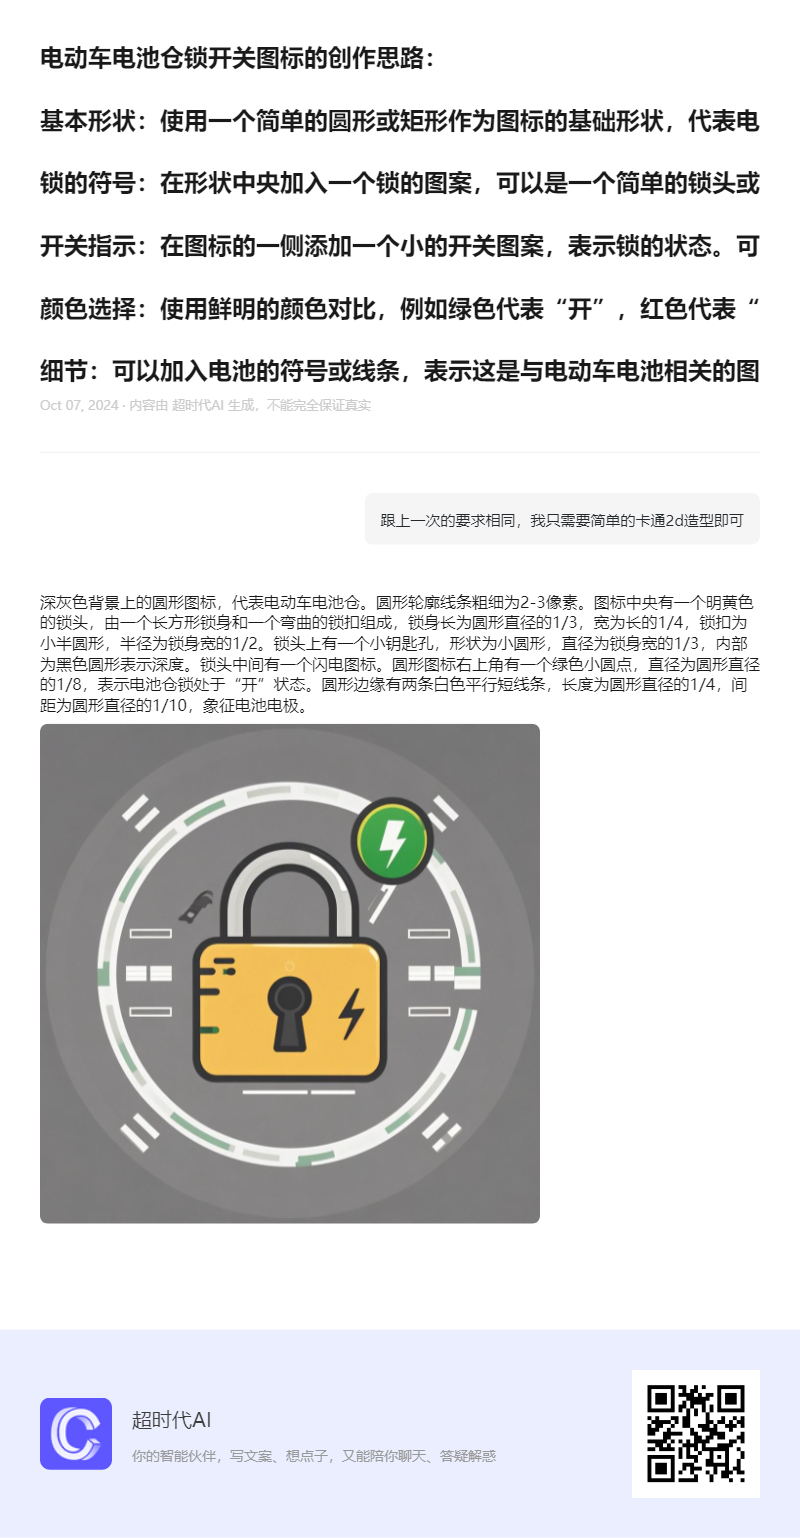 电动车电池仓锁开关图标的创作思路：
基本形状：使用一个简单的圆形或矩形作为图标的基础形状，代表电
锁的符号：在形状中央加入一个锁的图案，可以是一个简单的锁头或
开关指示：在图标的一侧添加一个小的开关图案，表示锁的状态。可
颜色选择：使用鲜明的颜色对比，例如绿色代表“开”，红色代表“
细节：可以加入电池的符号或线条，表示这是与电动车电池相关的图
Oct 07, 2024 · 内容由 超时代AI 生成，不能完全保证真实
跟上一次的要求相同，我只需要简单的卡通2d造型即可
深灰色背景上的圆形图标，代表电动车电池仓。圆形轮廓线条粗细为2-3像素。图标中央有一个明黄色
的锁头，由一个长方形锁身和一个弯曲的锁扣组成，锁身长为圆形直径的1/3，宽为长的1/4，锁扣为
小半圆形，半径为锁身宽的1/2。锁头上有一个小钥匙孔，形状为小圆形，直径为锁身宽的1/3，内部
为黑色圆形表示深度。锁头中间有一个闪电图标。圆形图标右上角有一个绿色小圆点，直径为圆形直径
的1/8，表示电池仓锁处于“开”状态。圆形边缘有两条白色平行短线条，长度为圆形直径的1/4，间
距为圆形直径的1/10，象征电池电极。
超时代AI
你的智能伙伴，写文案、想点子，又能陪你聊天、答疑解惑